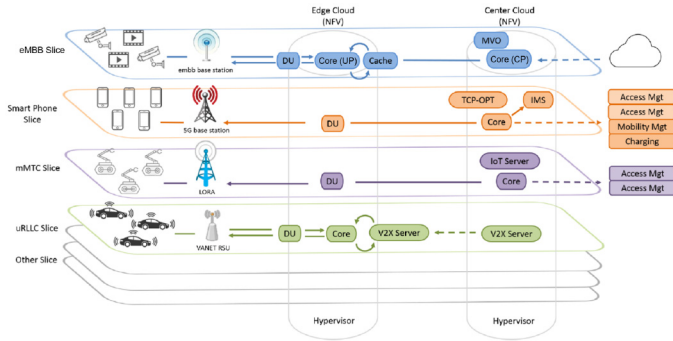 Edge Cloud
(NFV)
Center Cloud
(NFV)
eMBB Slice
embb base station
DU
Core (UP)
Cache
MVO
Core (CP)
Smart Phone
Slice
5G base station
DU
TCP-OPT
IMS
Core
Access Mgt
Access Mgt
Mobility Mgt
Charging
mMTC Slice
LORA
DU
IoT Server
Core
Access Mgt
Access Mgt
uRLLC Slice
VANET RSU
DU
Core
V2X Server
V2X Server
Other Slice
Hypervisor
Hypervisor